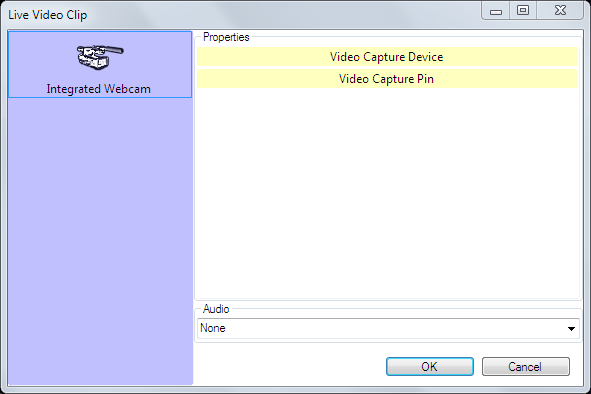 Live Video Clip
Integrated Webcam
Properties
Video Capture Device
Video Capture Pin
Audio
None
OK
Cancel